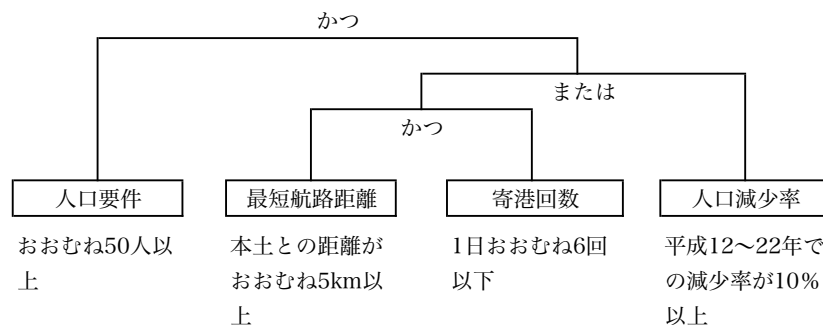 かつ
または
かつ
人口要件
最短航路距離
寄港回数
人口減少率
おおむね50人以
上
本土との距離が
おおむね5km以
上
1日おおむね6回
以下
平成12～22年で
の減少率が10%
以上